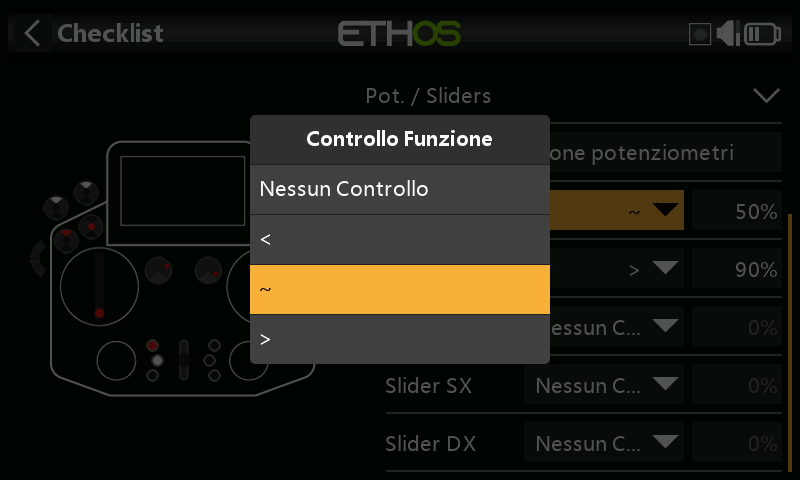 Checklist
ETHOS
Pot. / Sliders
Controllo Funzione
one potenziometri
Nessun Controllo
~ 50%
<
> 90%
~
essun C... 0%
>
Slider SX Nessun C... 0%
Slider DX Nessun C... 0%